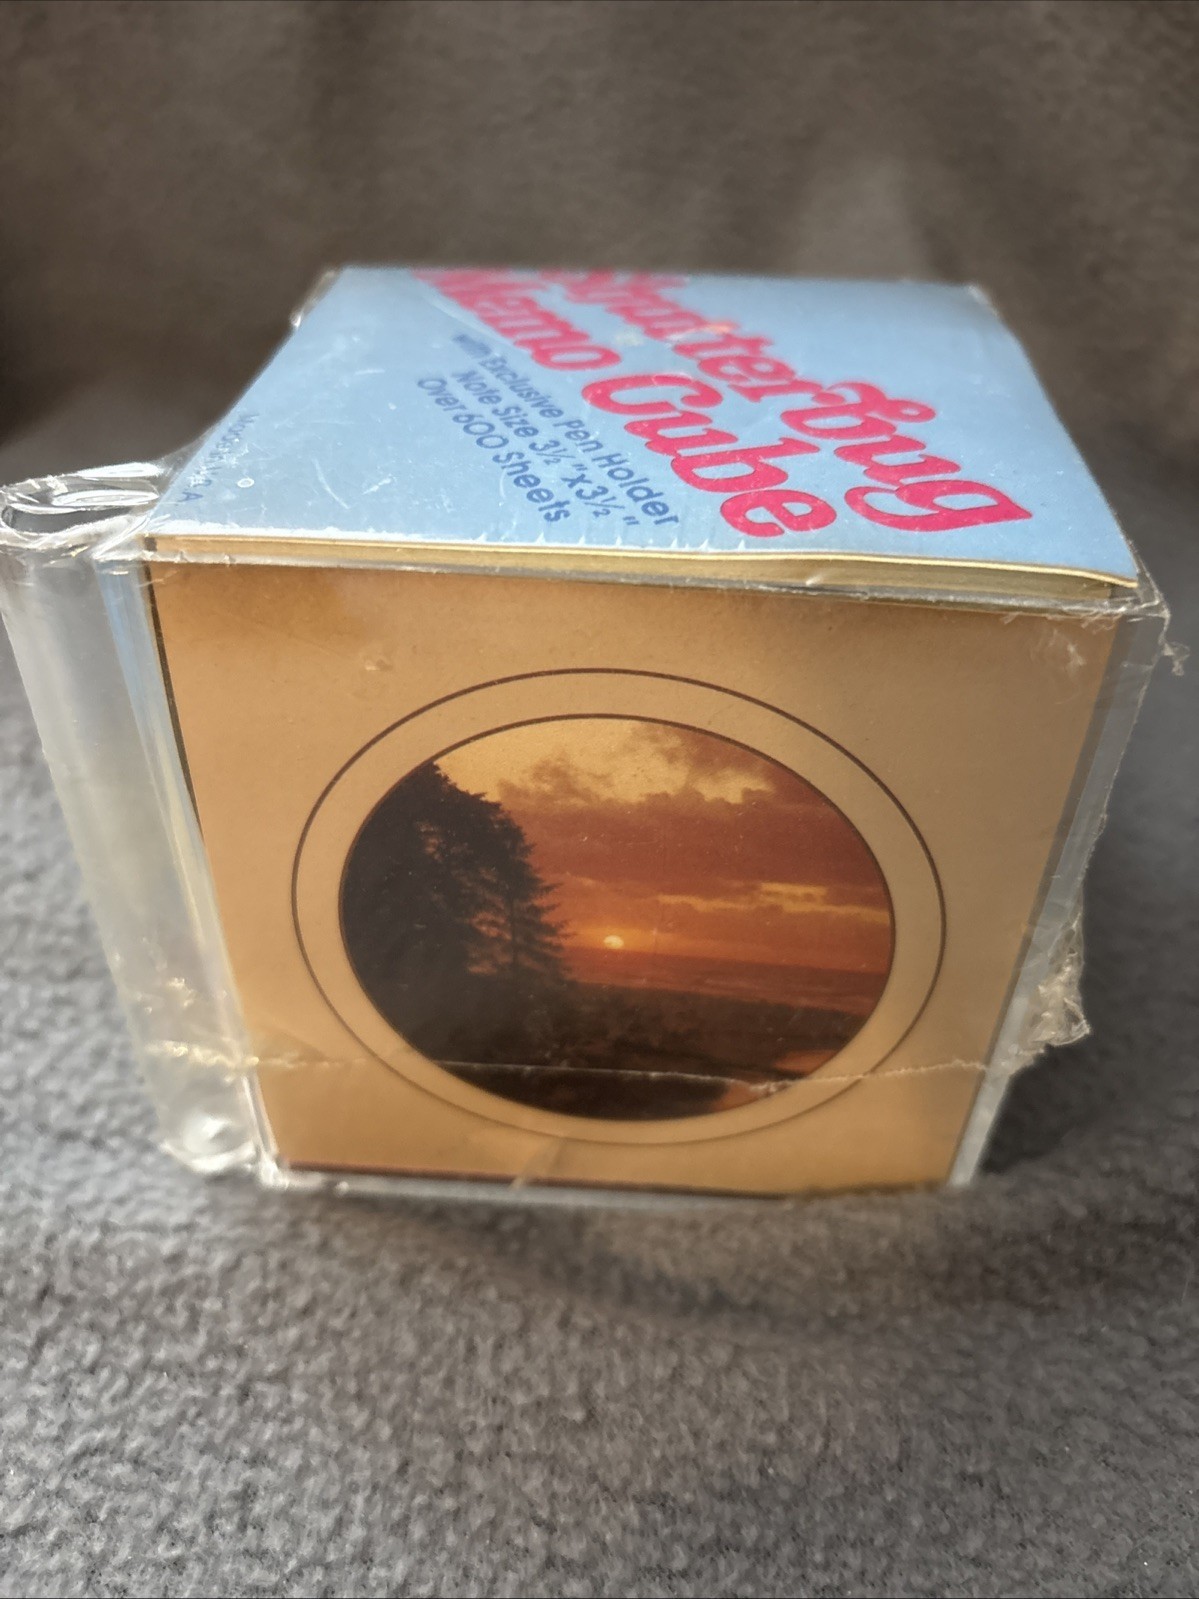 Shutterbug
Memo Cube
with Exclusive Pen Holder
Note Size 3½" x 3½"
Over 600 Sheets